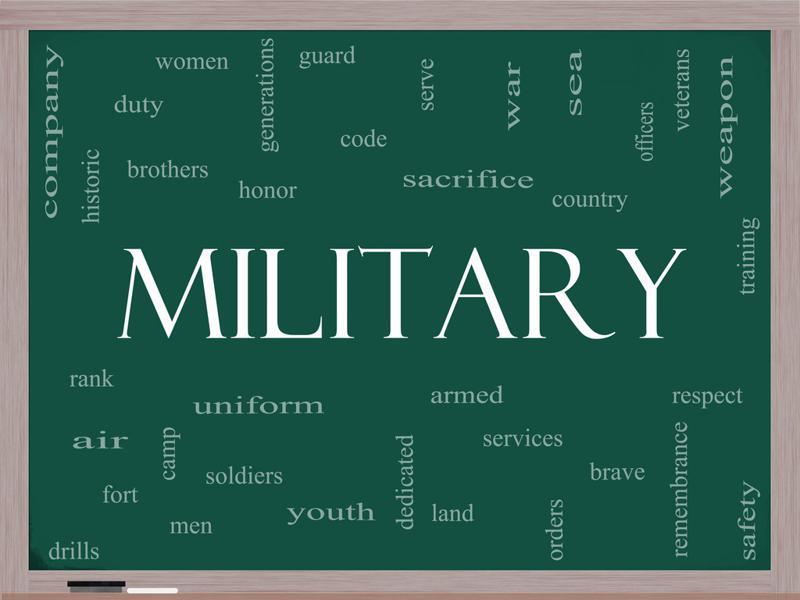 company
women
generations
guard
serve
war
sea
officers
veterans
weapon
duty
code
historic
brothers
honor
sacrifice
country
training
MILITARY
rank
uniform
armed
respect
air
camp
soldiers
dedicated
services
brave
remembrance
fort
men
youth
land
orders
safety
drills